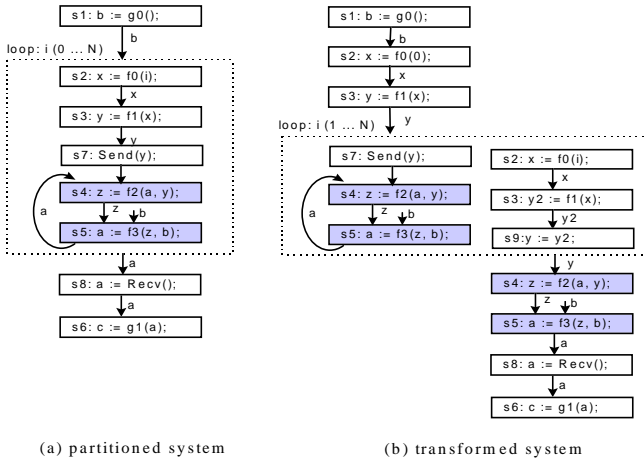 s1: b := g0();
b
loop: i (0 ... N)
s2: x := f0(i);
x
s3: y := f1(x);
y
s7: Send(y);
s4: z := f2(a, y);
a
z
b
s5: a := f3(z, b);
a
s8: a := Recv();
a
s6: c := g1(a);
(a) partitioned system
s1: b := g0();
b
s2: x := f0(0);
x
s3: y := f1(x);
y
loop: i (1 ... N)
s7: Send(y);
s4: z := f2(a, y);
a
z
b
s5: a := f3(z, b);
s2: x := f0(i);
x
s3: y2 := f1(x);
y2
s9:y := y2;
y
s4: z := f2(a, y);
z
b
s5: a := f3(z, b);
a
s8: a := Recv();
a
s6: c := g1(a);
(b) transformed system